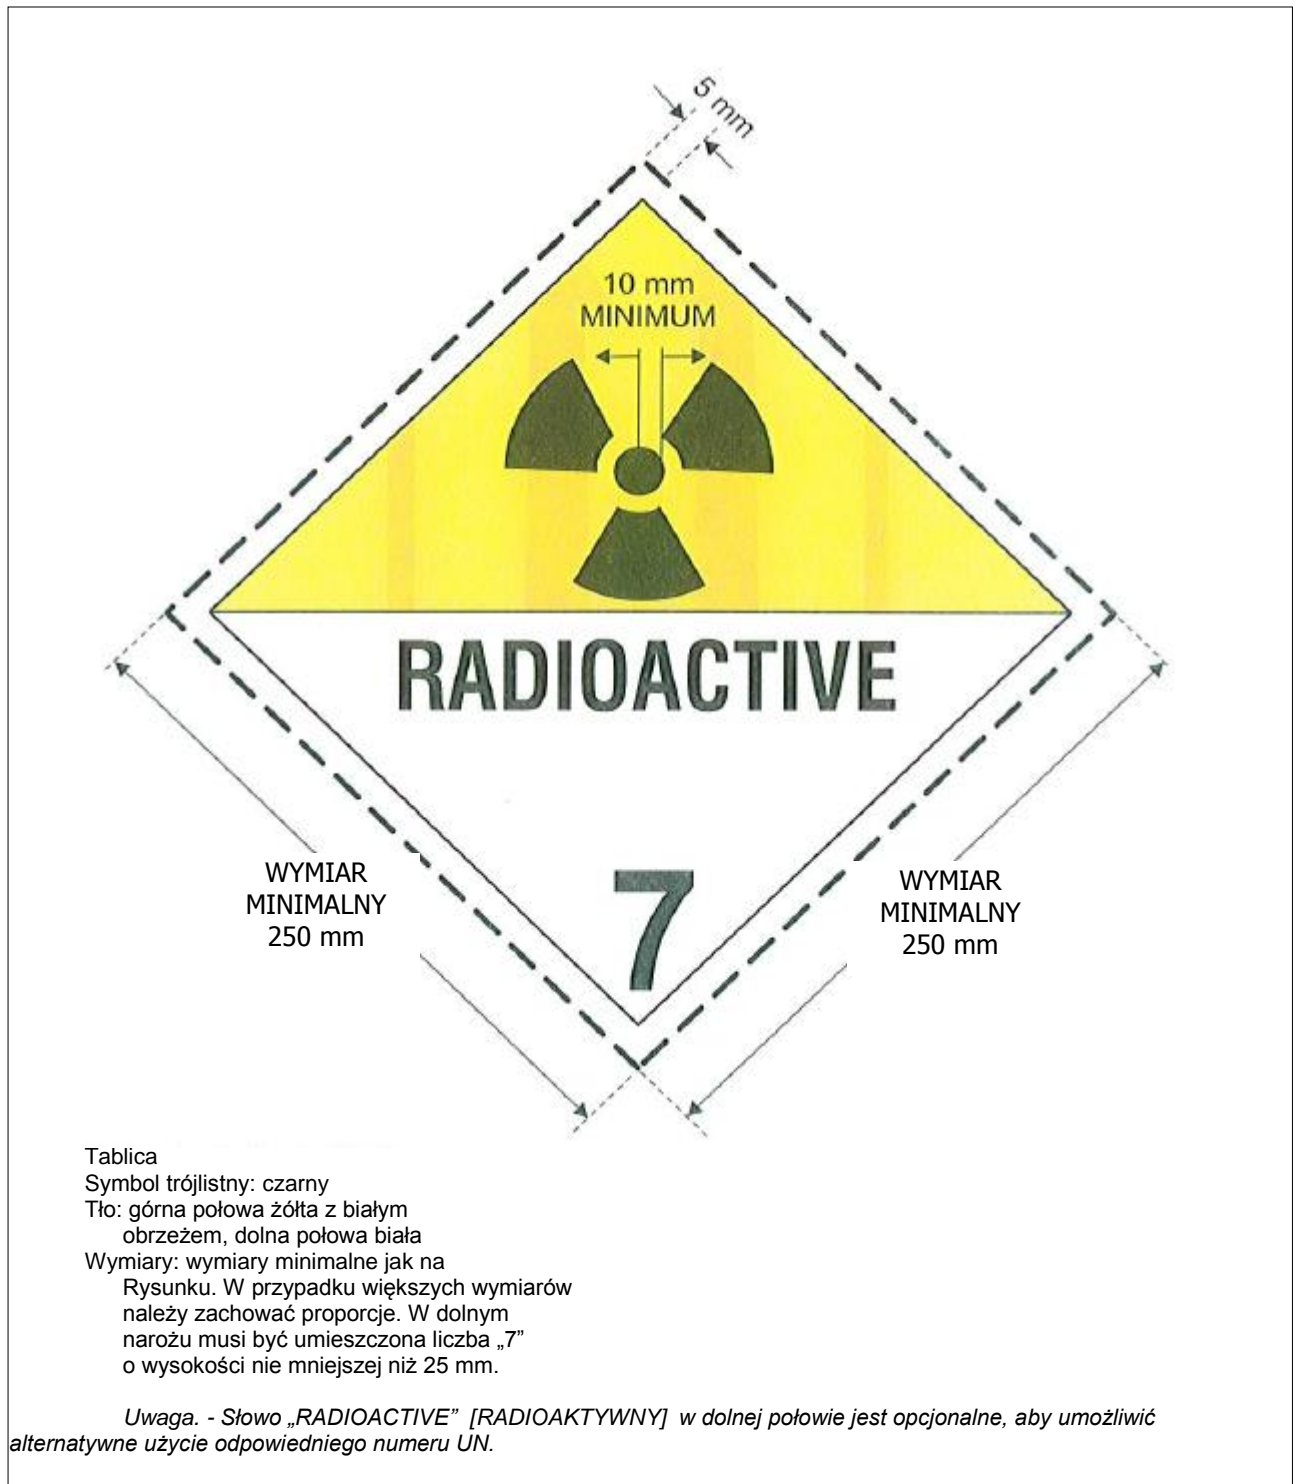 5 mm
10 mm
MINIMUM
RADIOACTIVE
7
WYMIAR
MINIMALNY
250 mm
WYMIAR
MINIMALNY
250 mm
Tablica
Symbol trójlistny: czarny
Tło: górna połowa żółta z białym
obrzeżem, dolna połowa biała
Wymiary: wymiary minimalne jak na
Rysunku. W przypadku większych wymiarów
należy zachować proporcje. W dolnym
narożu musi być umieszczona liczba „7”
o wysokości nie mniejszej niż 25 mm.
Uwaga. - Słowo „RADIOACTIVE” [RADIOAKTYWNY] w dolnej połowie jest opcjonalne, aby umożliwić
alternatywne użycie odpowiedniego numeru UN.